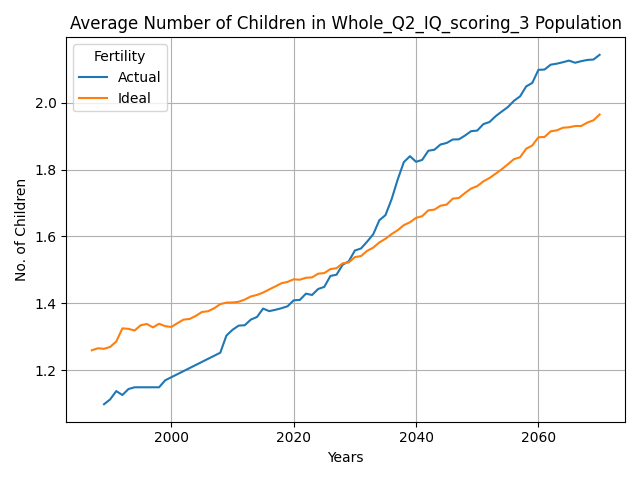 Average Number of Children in Whole_Q2_IQ_scoring_3 Population
Fertility
Actual
Ideal
No. of Children
2.0
1.8
1.6
1.4
1.2
2000
2020
2040
2060
Years